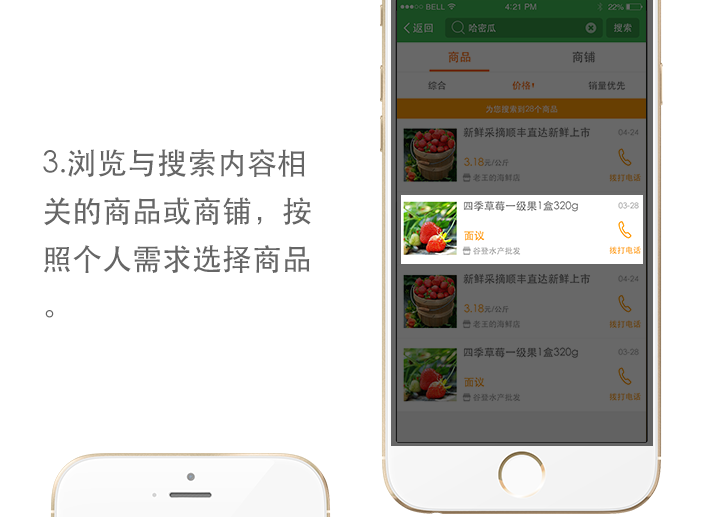 3.浏览与搜索内容相
关的商品或商铺，按
照个人需求选择商品
。
BELL 4:21 PM 22%
返回 哈密瓜 搜索
商品 商铺
综合 价格 销量优先
为您搜索到28个商品
新鲜采摘顺丰直达新鲜上市 04-24
3.18元/公斤
老王的海鲜店 拨打电话
四季草莓一级果1盒320g 03-28
面议
谷登水产批发 拨打电话
新鲜采摘顺丰直达新鲜上市 04-24
3.18元/公斤
老王的海鲜店 拨打电话
四季草莓一级果1盒320g 03-28
面议
谷登水产批发 拨打电话